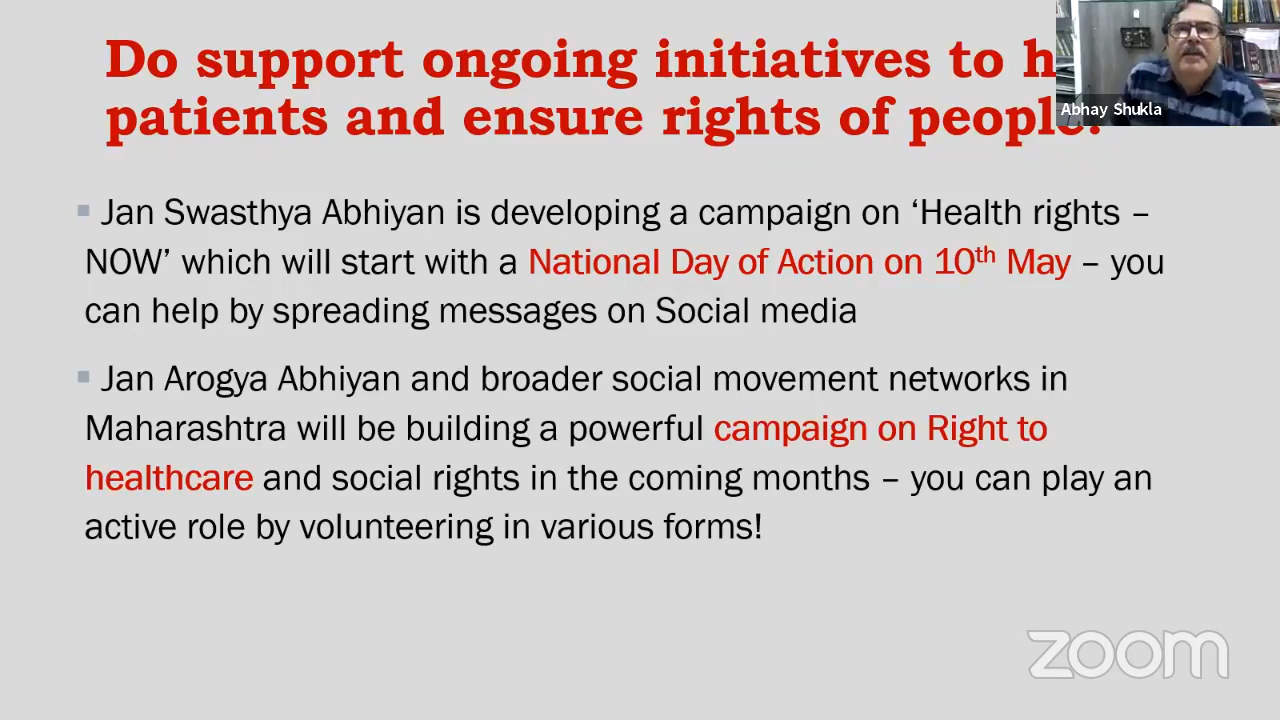 Do support ongoing initiatives to h
patients and ensure rights of people!
Abhay Shukla
▪ Jan Swasthya Abhiyan is developing a campaign on ‘Health rights –
NOW’ which will start with a National Day of Action on 10th May – you
can help by spreading messages on Social media
▪ Jan Arogya Abhiyan and broader social movement networks in
Maharashtra will be building a powerful campaign on Right to
healthcare and social rights in the coming months – you can play an
active role by volunteering in various forms!
zoom